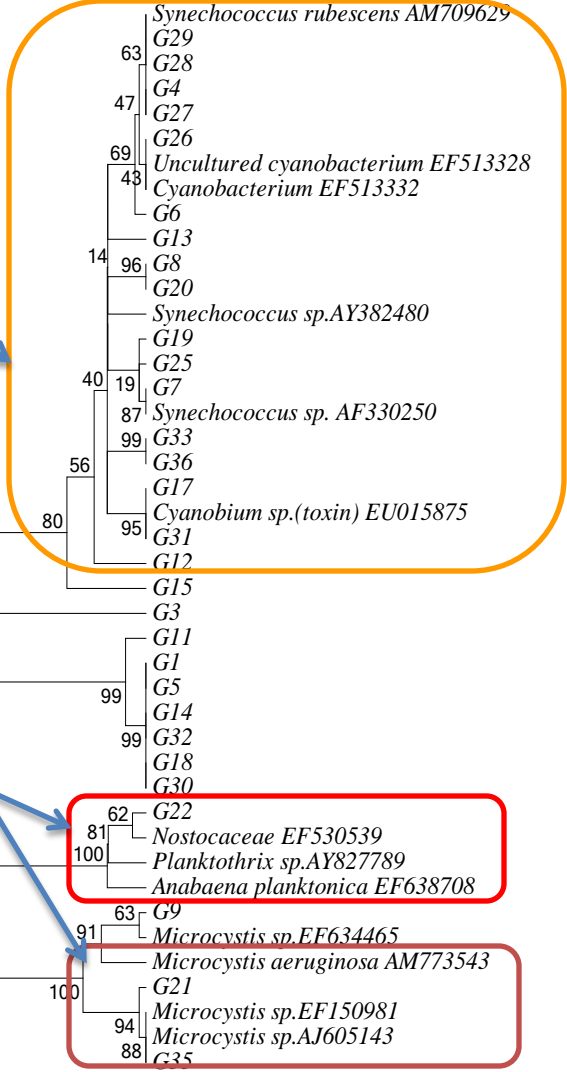 Synechococcus rubescens AM709629
G29
63
G28
G4
47
G27
G26
69
Uncultured cyanobacterium EF513328
43
Cyanobacterium EF513332
G6
G13
14
G8
96
G20
Synechococcus sp.AY382480
G19
G25
40
19
G7
87
Synechococcus sp. AF330250
99
G33
56
G36
G17
Cyanobium sp.(toxin) EU015875
80
95
G31
G12
G15
G3
G11
G1
G5
99
G14
99
G32
G18
G30
62
G22
81
Nostocaceae EF530539
100
Planktothrix sp.AY827789
Anabaena planktonica EF638708
63
G9
91
Microcystis sp.EF634465
Microcystis aeruginosa AM773543
100
G21
Microcystis sp.EF150981
94
Microcystis sp.AJ605143
88
G35